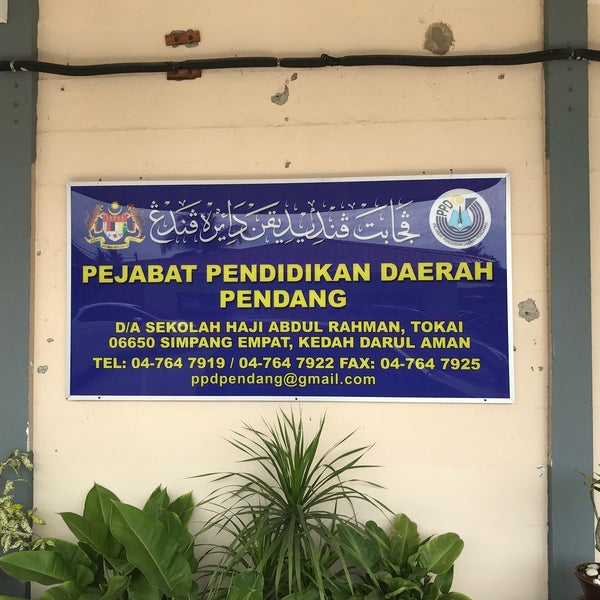 ڤجابت ڤنديديقن دايره ڤندڠ
PPD
PEJABAT PENDIDIKAN DAERAH
PENDANG
D/A SEKOLAH HAJI ABDUL RAHMAN, TOKAI
06650 SIMPANG EMPAT, KEDAH DARUL AMAN
TEL: 04-764 7919 / 04-764 7922 FAX: 04-764 7925
ppdpendang@gmail.com